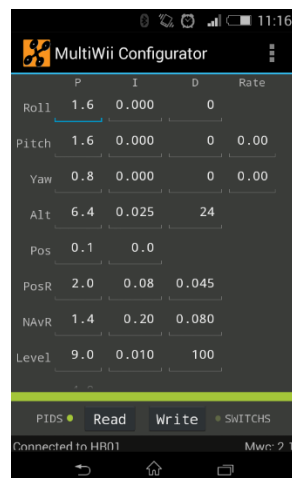 11:16
MultiWii Configurator
P I D Rate
Roll 1.6 0.000 0
Pitch 1.6 0.000 0 0.00
Yaw 0.8 0.000 0 0.00
Alt 6.4 0.025 24
Pos 0.1 0.0
PosR 2.0 0.08 0.045
NAvR 1.4 0.20 0.080
Level 9.0 0.010 100
PIDS Read Write SWITCHS
Connected to HB01 Mwc: 2.1